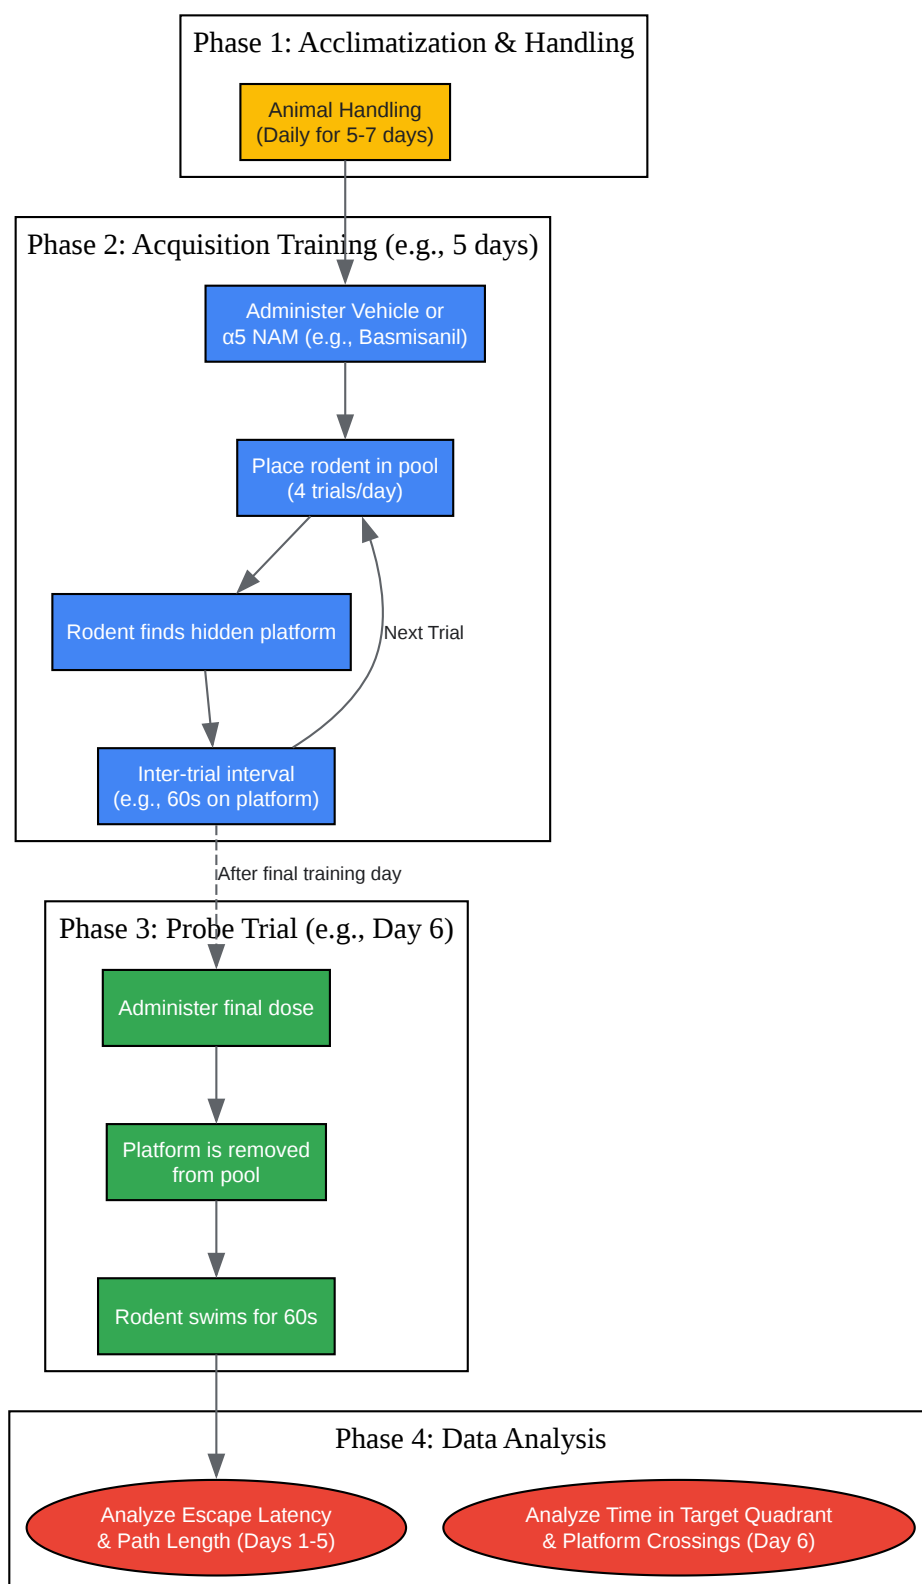 Phase 1: Acclimatization & Handling
Animal Handling
(Daily for 5-7 days)
Phase 2: Acquisition Training (e.g., 5 days)
Administer Vehicle or
α5 NAM (e.g., Basmisanil)
Place rodent in pool
(4 trials/day)
Rodent finds hidden platform
Next Trial
Inter-trial interval
(e.g., 60s on platform)
After final training day
Phase 3: Probe Trial (e.g., Day 6)
Administer final dose
Platform is removed
from pool
Rodent swims for 60s
Phase 4: Data Analysis
Analyze Escape Latency
& Path Length (Days 1-5)
Analyze Time in Target Quadrant
& Platform Crossings (Day 6)